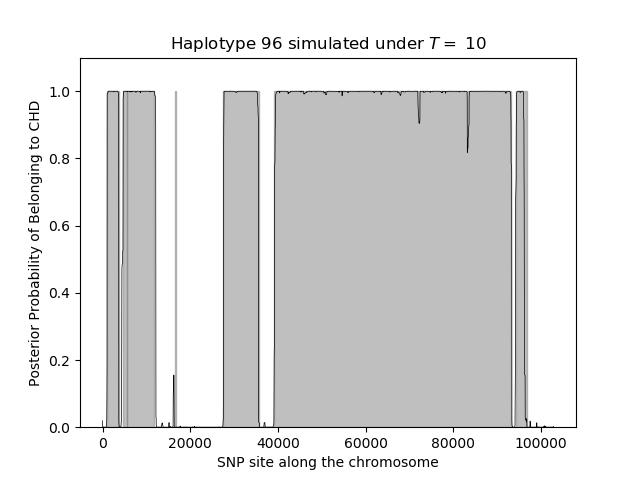 Haplotype 96 simulated under T = 10
Posterior Probability of Belonging to CHD
1.0
0.8
0.6
0.4
0.2
0.0
0 20000 40000 60000 80000 100000
SNP site along the chromosome